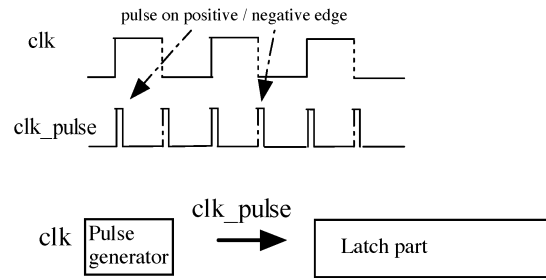 pulse on positive / negative edge
clk
clk_pulse
clk_pulse
clk
Pulse
generator
Latch part